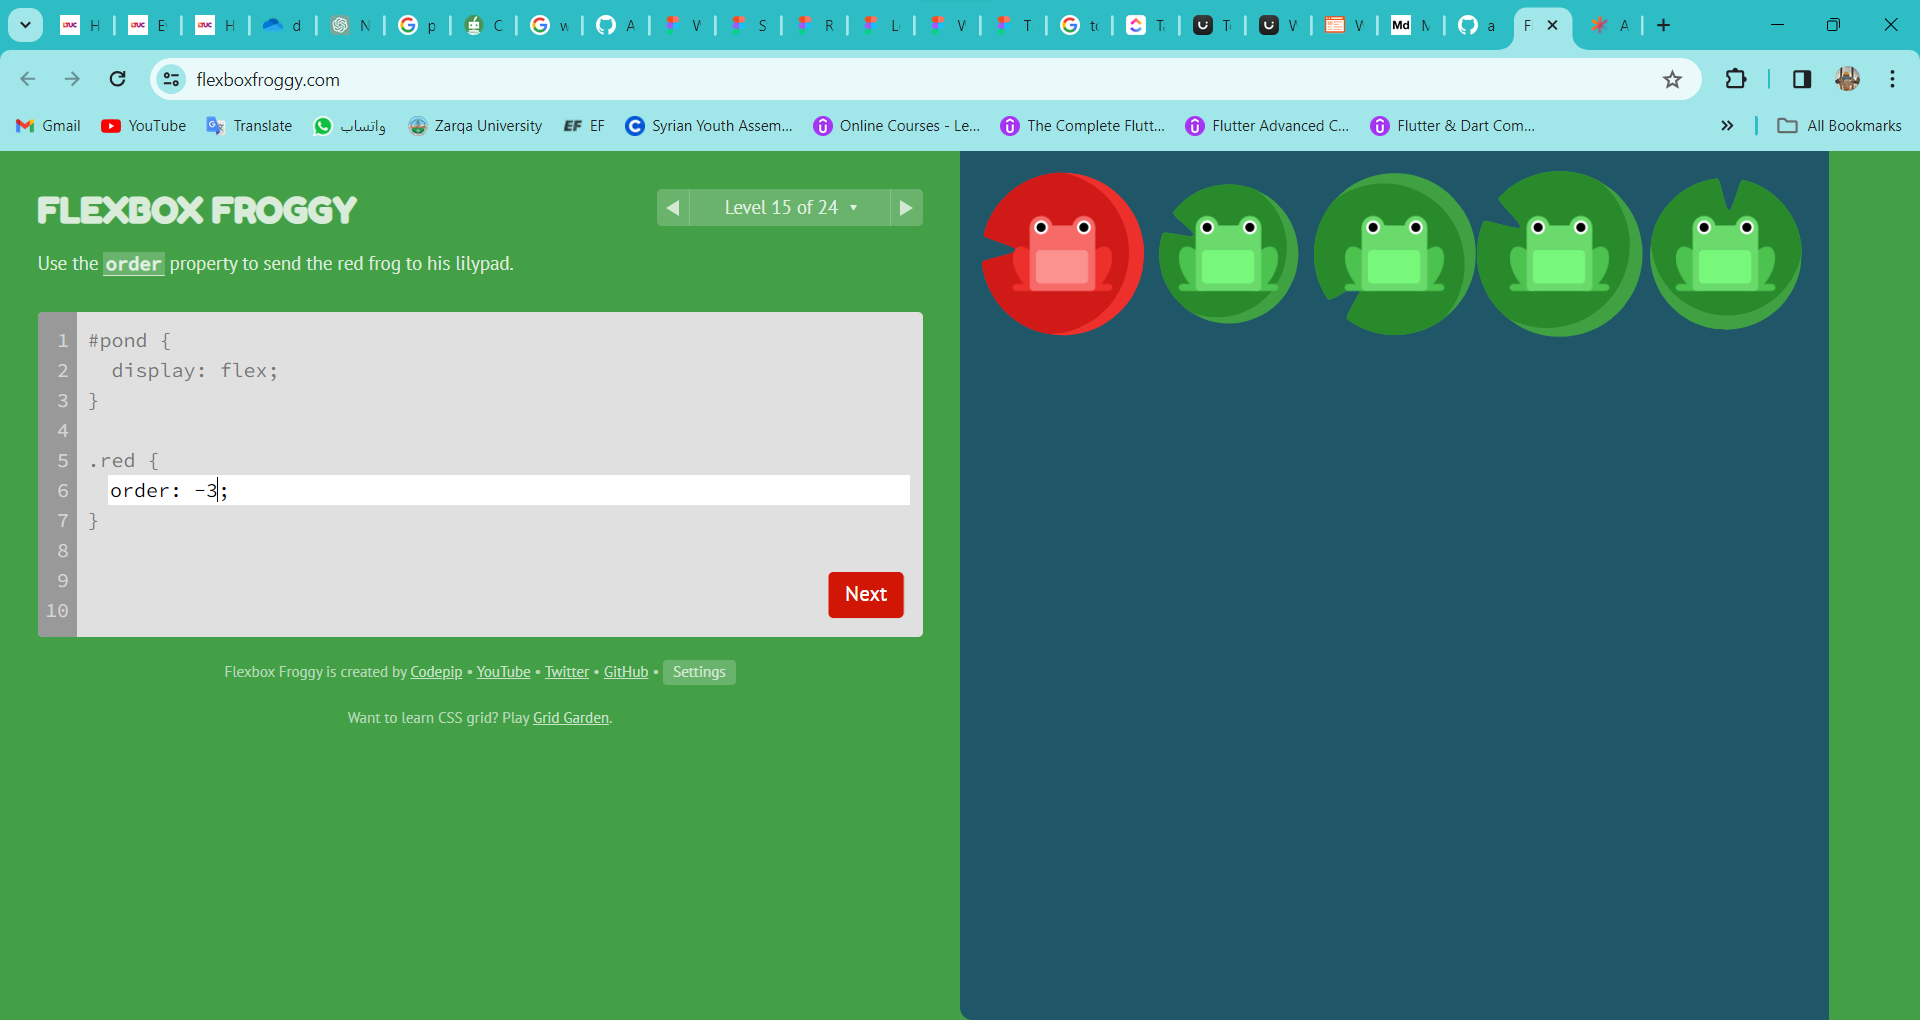 H
E
H
d
N
p
C
w
A
V
S
R
L
V
T
to
T
T
V
V
Md
M
a
F
A
flexboxfroggy.com
Gmail
YouTube
Translate
واتساب
Zarqa University
EF EF
Syrian Youth Assem...
Online Courses - Le...
The Complete Flutt...
Flutter Advanced C...
Flutter & Dart Com...
All Bookmarks
FLEXBOX FROGGY
Level 15 of 24
Use the order property to send the red frog to his lilypad.
1 #pond {
2 display: flex;
3 }
4
5 .red {
6 order: -3;
7 }
8
9
10
Next
Flexbox Froggy is created by Codepip • YouTube • Twitter • GitHub • Settings
Want to learn CSS grid? Play Grid Garden.